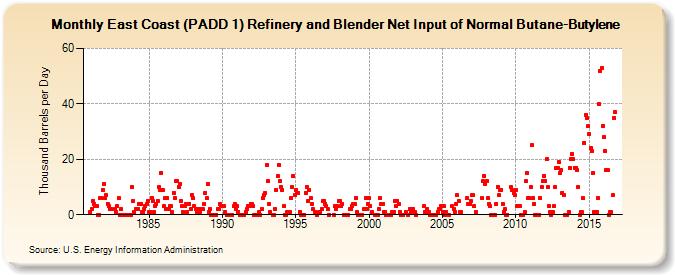 Monthly East Coast (PADD 1) Refinery and Blender Net Input of Normal Butane-Butylene
Thousand Barrels per Day
60
40
20
0
1985 1990 1995 2000 2005 2010 2015
Source: U.S. Energy Information Administration